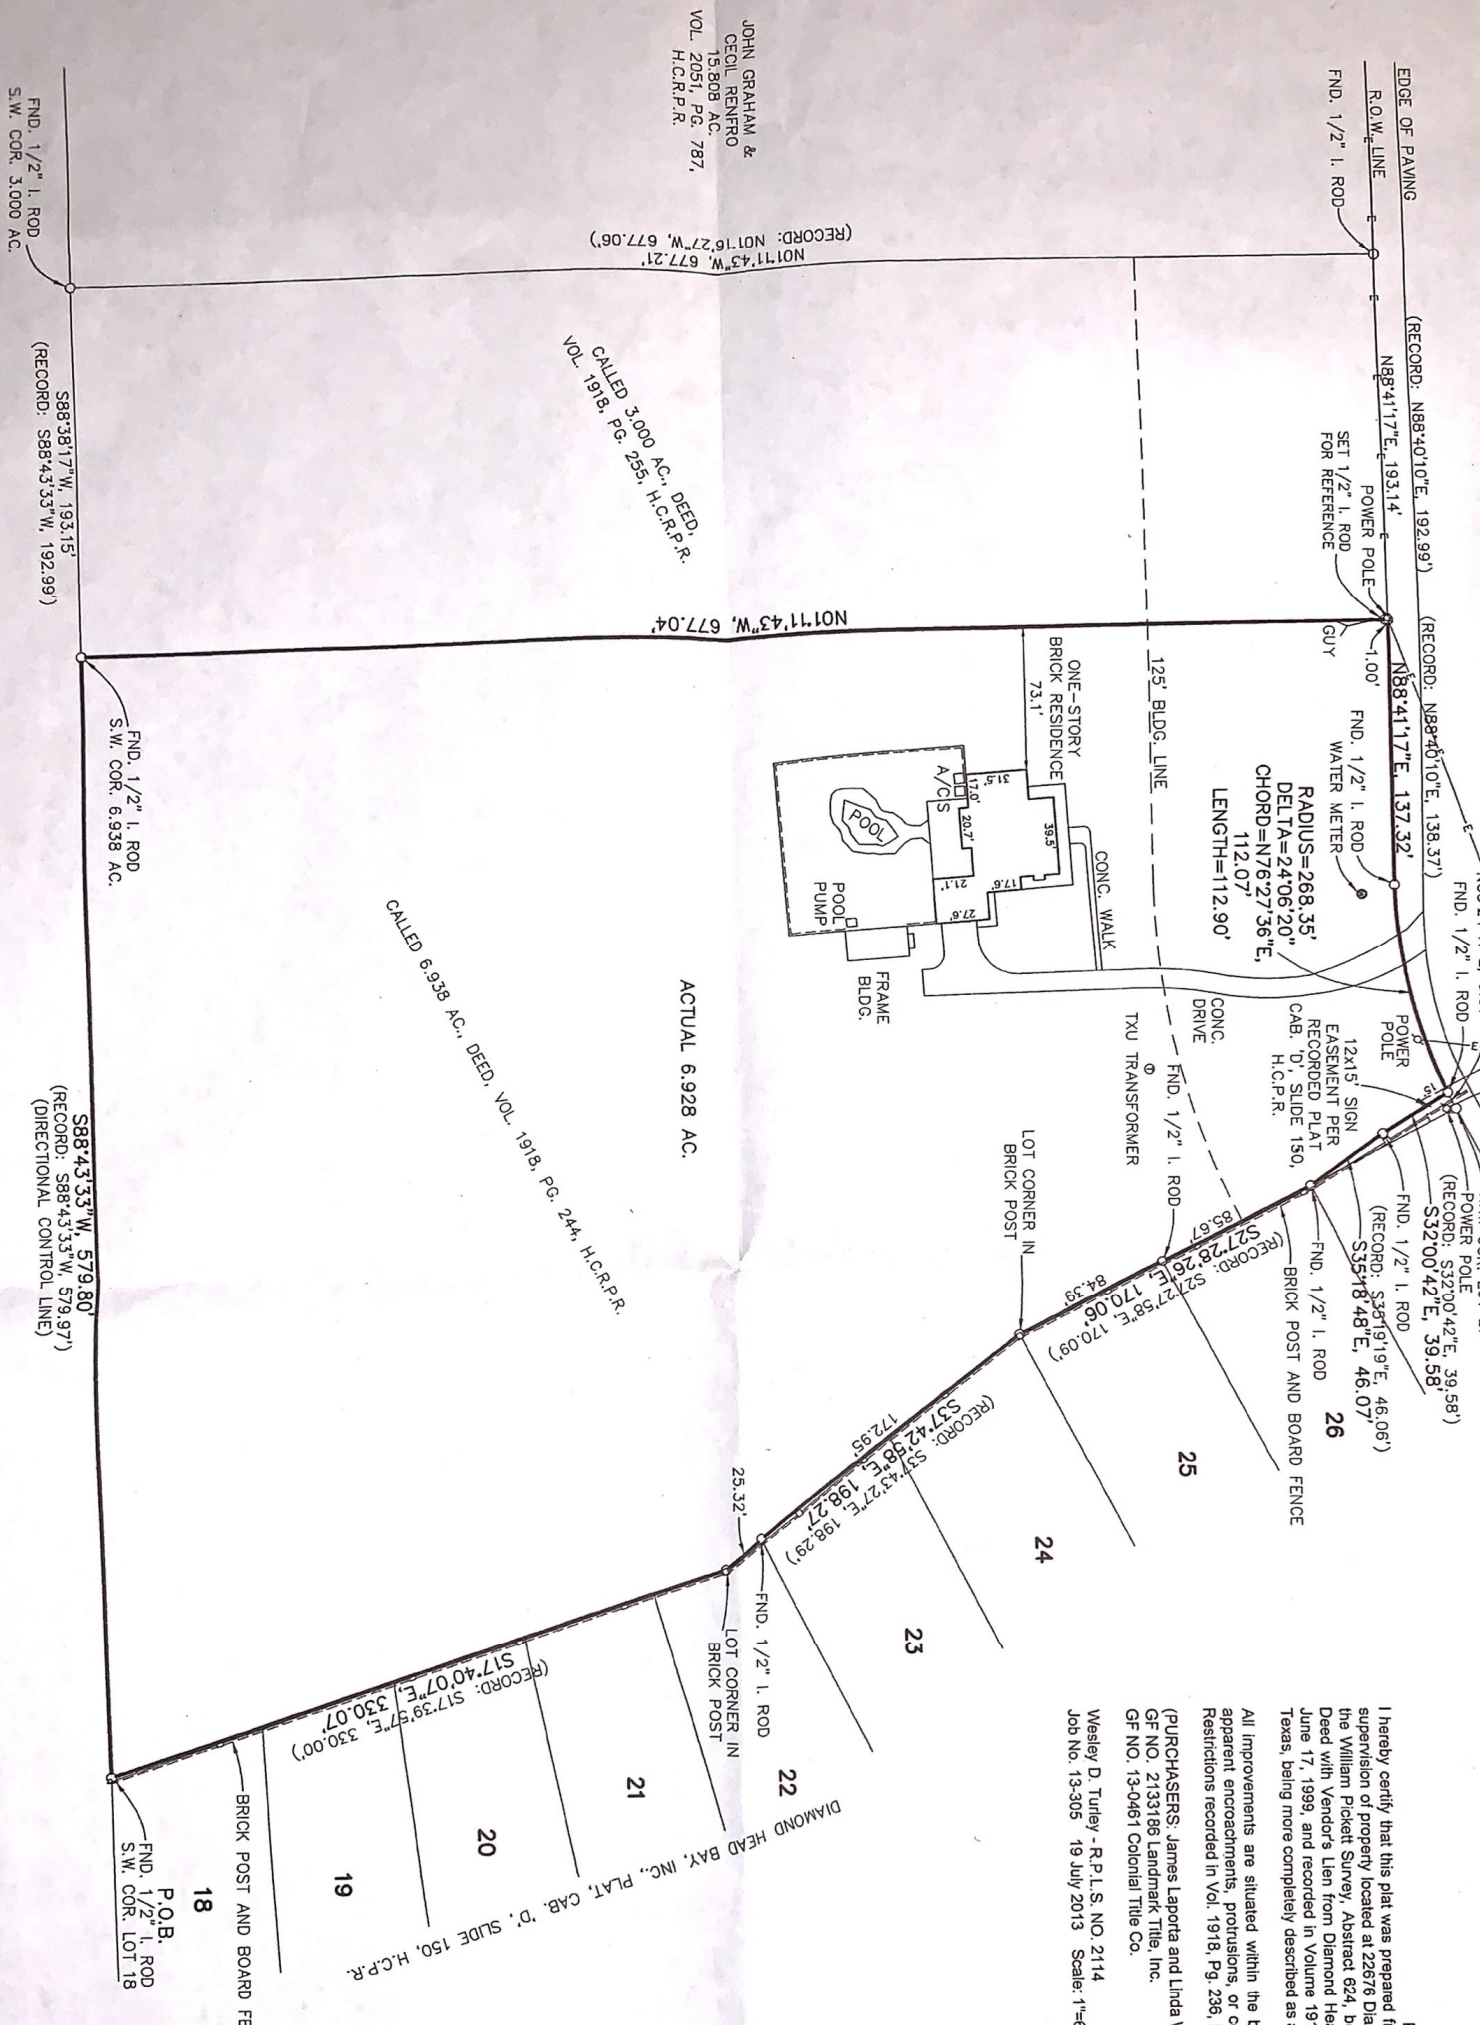 EDGE OF PAVING
R.O.W. LINE
FND. 1/2" I. ROD
(RECORD: N88°40'10"E, 192.99')
N88°41'17"E, 193.14'
POWER POLE
SET 1/2" I. ROD
FOR REFERENCE
GUY
1.00'
(RECORD: N88°40'10"E, 138.37')
N88°41'17"E, 137.32'
FND. 1/2" I. ROD
WATER METER
RADIUS=268.35'
DELTA=24°06'20"
CHORD=N76°27'36"E,
112.07'
LENGTH=112.90'
FND. 1/2" I. ROD
POWER
POLE
12x15' SIGN
EASEMENT PER
RECORDED PLAT
CAB. 'D', SLIDE 150,
H.C.P.R.
15'
POWER POLE
(RECORD: S32°00'42"E, 39.58')
S32°00'42"E, 39.58'
FND. 1/2" I. ROD
(RECORD: S35°19'19"E, 46.06')
S35°18'48"E, 46.07'
FND. 1/2" I. ROD
26
BRICK POST AND BOARD FENCE
JOHN GRAHAM &
CECIL RENFRO
15.808 AC.
VOL. 2051, PG. 787,
H.C.R.P.R.
(RECORD: N01°16'27"W, 677.06')
N01°11'43"W, 677.21'
CALLED 3.000 AC., DEED,
VOL. 1918, PG. 255, H.C.R.P.R.
N01°11'43"W, 677.04'
125' BLDG. LINE
ONE-STORY
BRICK RESIDENCE
73.1'
31.9'
39.5'
17.6'
17.0'
20.7'
21.1'
27.6'
A/C'S
POOL
POOL
PUMP
CONC. WALK
FRAME
BLDG.
CONC.
DRIVE
TXU TRANSFORMER
FND. 1/2" I. ROD
85.67'
S27°28'26"E, 170.06'
(RECORD: S27°27'58"E, 170.09')
84.39'
LOT CORNER IN
BRICK POST
25
24
172.95'
S37°42'58"E, 198.27'
(RECORD: S37°43'27"E, 198.29')
25.32'
23
FND. 1/2" I. ROD
LOT CORNER IN
BRICK POST
22
ACTUAL 6.928 AC.
CALLED 6.938 AC., DEED, VOL. 1918, PG. 244, H.C.R.P.R.
21
20
19
18
S17°40'07"E, 330.07'
(RECORD: S17°39'57"E, 330.00')
DIAMOND HEAD BAY, INC., PLAT, CAB. 'D', SLIDE 150, H.C.P.R.
BRICK POST AND BOARD FE
P.O.B.
FND. 1/2" I. ROD
S.W. COR. LOT 18
FND. 1/2" I. ROD
S.W. COR. 3.000 AC.
S88°38'17"W, 193.15'
(RECORD: S88°43'33"W, 192.99')
FND. 1/2" I. ROD
S.W. COR. 6.938 AC.
S88°43'33"W, 579.80'
(RECORD: S88°43'33"W, 579.97')
(DIRECTIONAL CONTROL LINE)
I hereby certify that this plat was prepared f
supervision of property located at 22676 Dia
the William Pickett Survey, Abstract 624, b
Deed with Vendor's Lien from Diamond Hea
June 17, 1999, and recorded in Volume 19
Texas, being more completely described as
All improvements are situated within the b
apparent encroachments, protrusions, or c
Restrictions recorded in Vol. 1918, Pg. 236,
(PURCHASERS: James Laporta and Linda
GF NO. 2133186 Landmark Title, Inc.
GF NO. 13-0461 Colonial Title Co.
Wesley D. Turley - R.P.L.S. NO. 2114
Job No. 13-305 19 July 2013 Scale: 1"=6